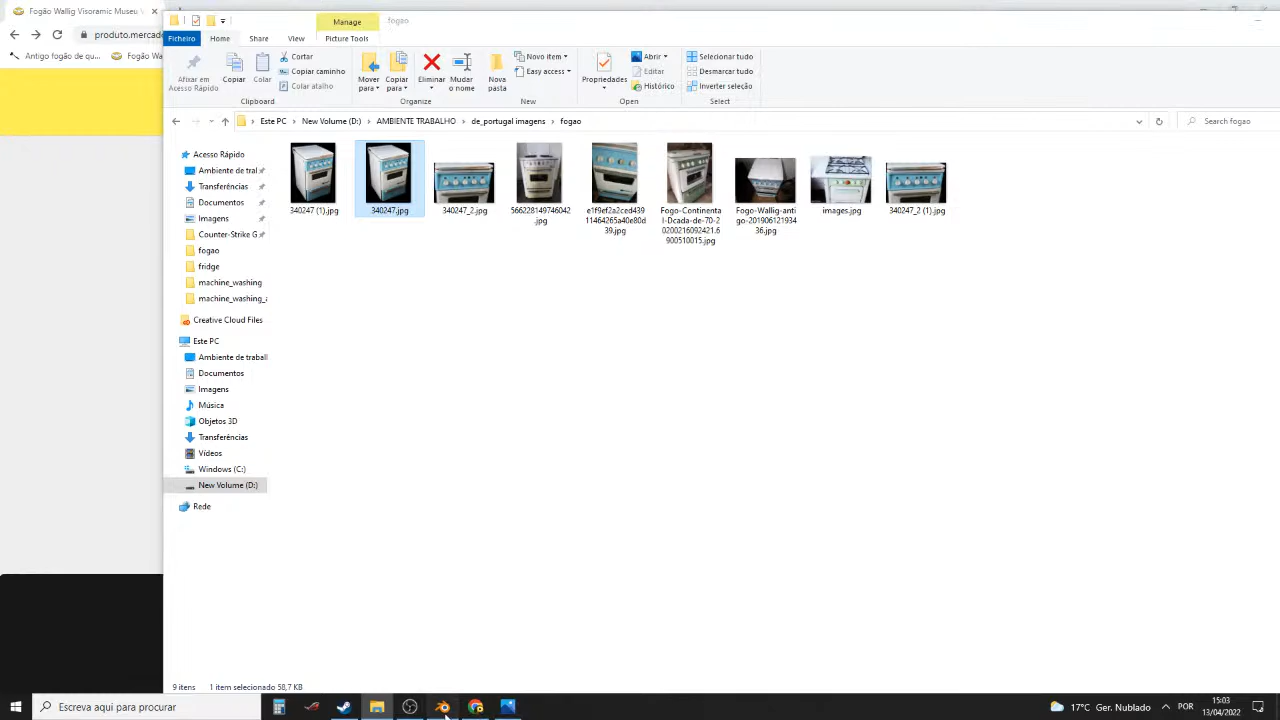 Fogão Wallig Visoramic Museu
produto.mercad
Antigo fogão de qu...
Fogão Wa
Manage
fogao
Ficheiro
Home
Share
View
Picture Tools
Afixar em
Acesso Rápido
Copiar
Colar
Cortar
Copiar caminho
Colar atalho
Clipboard
Mover
para
Copiar
para
Eliminar
Mudar
o nome
Organize
Nova
pasta
Novo item
Easy access
New
Propriedades
Abrir
Editar
Histórico
Open
Selecionar tudo
Desmarcar tudo
Inverter seleção
Select
Este PC
New Volume (D:)
AMBIENTE TRABALHO
de_portugal imagens
fogao
Search fogao
Acesso Rápido
Ambiente de tral
Transferências
Documentos
Imagens
Counter-Strike G
fogao
fridge
machine_washing
machine_washing_a
Creative Cloud Files
Este PC
Ambiente de traball
Documentos
Imagens
Música
Objetos 3D
Transferências
Vídeos
Windows (C:)
New Volume (D:)
Rede
340247 (1).jpg
340247.jpg
340247_2.jpg
566228149746042
.jpg
e1f9ef2a2ced439
11464265a40e80d
39.jpg
Fogo-Continenta
l-Dcada-de-70-2
0200216092421.6
900510015.jpg
Fogo-Wallig-anti
go-201906121934
36.jpg
images.jpg
340247_2 (1).jpg
9 itens
1 item selecionado 58,7 KB
Escreva aqui para procurar
17°C Ger. Nublado
POR
15:03
13/04/2022